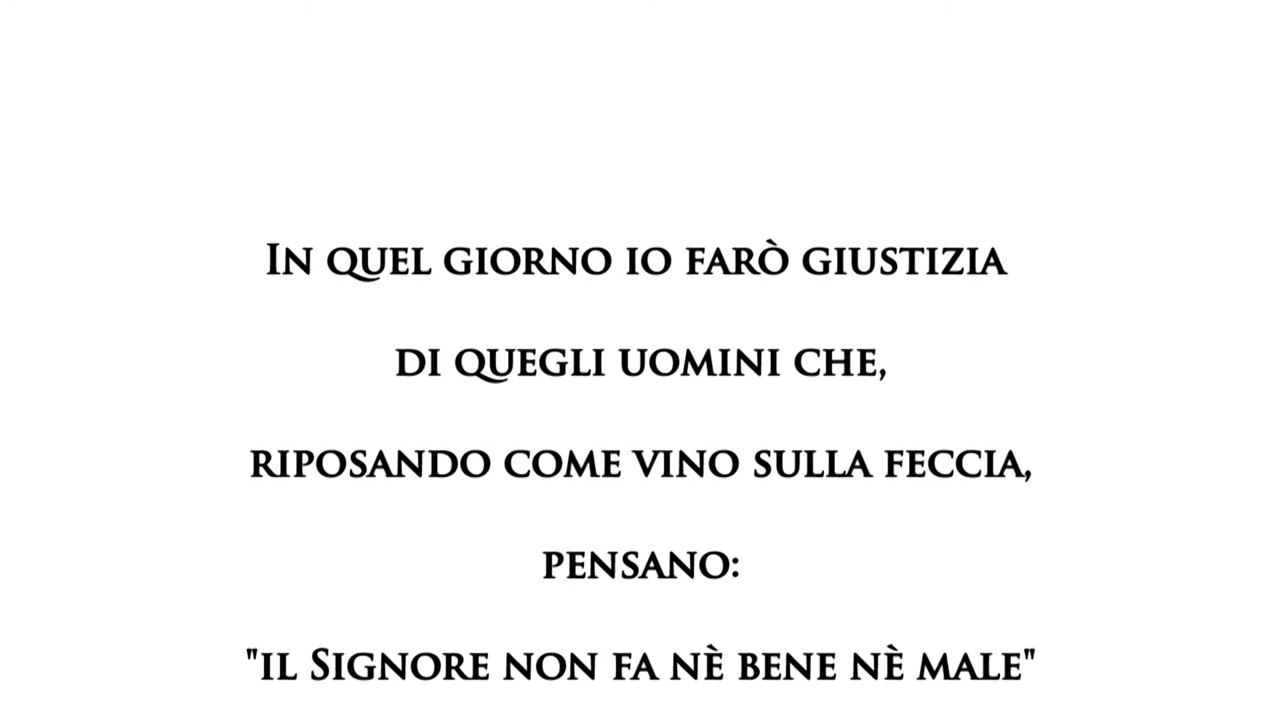 In quel giorno io farò giustizia
di quegli uomini che,
riposando come vino sulla feccia,
pensano:
"il Signore non fa nè bene nè male"